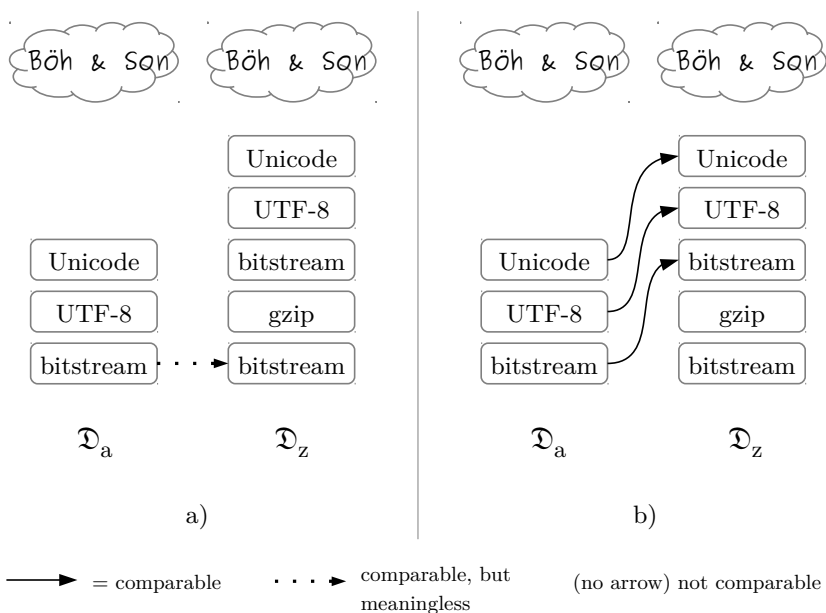 Böh & Son
Böh & Son
Böh & Son
Böh & Son
Unicode
UTF-8
Unicode
bitstream
UTF-8
gzip
bitstream
bitstream
𝔇a
𝔇z
a)
Unicode
UTF-8
Unicode
bitstream
UTF-8
gzip
bitstream
bitstream
𝔇a
𝔇z
b)
= comparable
comparable, but
meaningless
(no arrow) not comparable